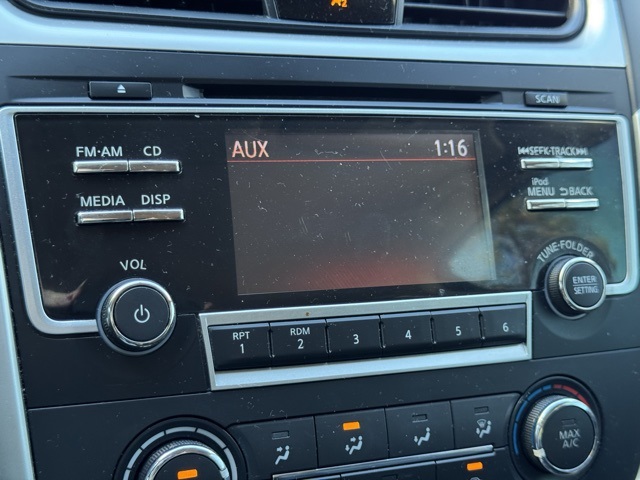 SCAN
FM·AM CD
AUX 1:16
SEEK·TRACK
MEDIA DISP
iPod
MENU BACK
VOL
TUNE·FOLDER
ENTER
SETTING
RPT
1
RDM
2
3
4
5
6
MAX
A/C